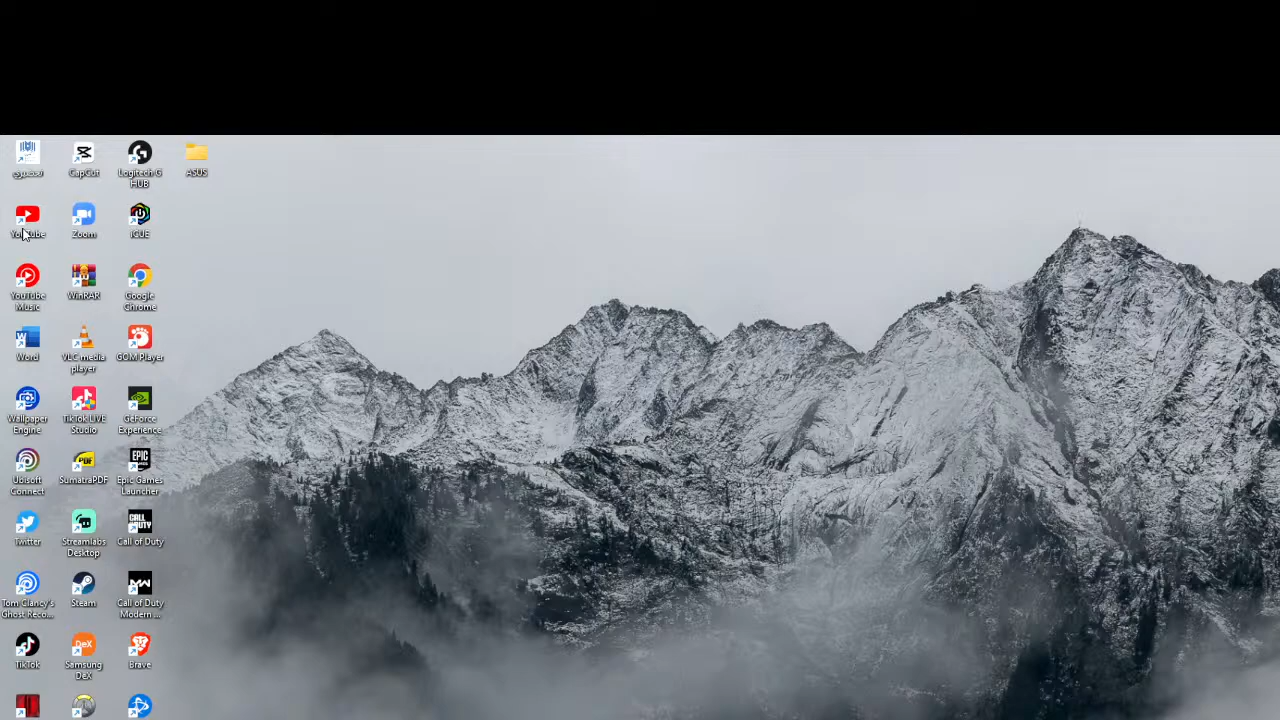 CapCut
Logitech G
HUB
ASUS
YouTube
Zoom
iCUE
YouTube
Music
WinRAR
Google
Chrome
Word
VLC media
player
GOM Player
Wallpaper
Engine
TikTok LIVE
Studio
GeForce
Experience
Ubisoft
Connect
SumatraPDF
Epic Games
Launcher
Twitter
Streamlabs
Desktop
Call of Duty
Tom Clancy's
Ghost Reco...
Steam
Call of Duty
Modern ...
TikTok
Samsung
DeX
Brave